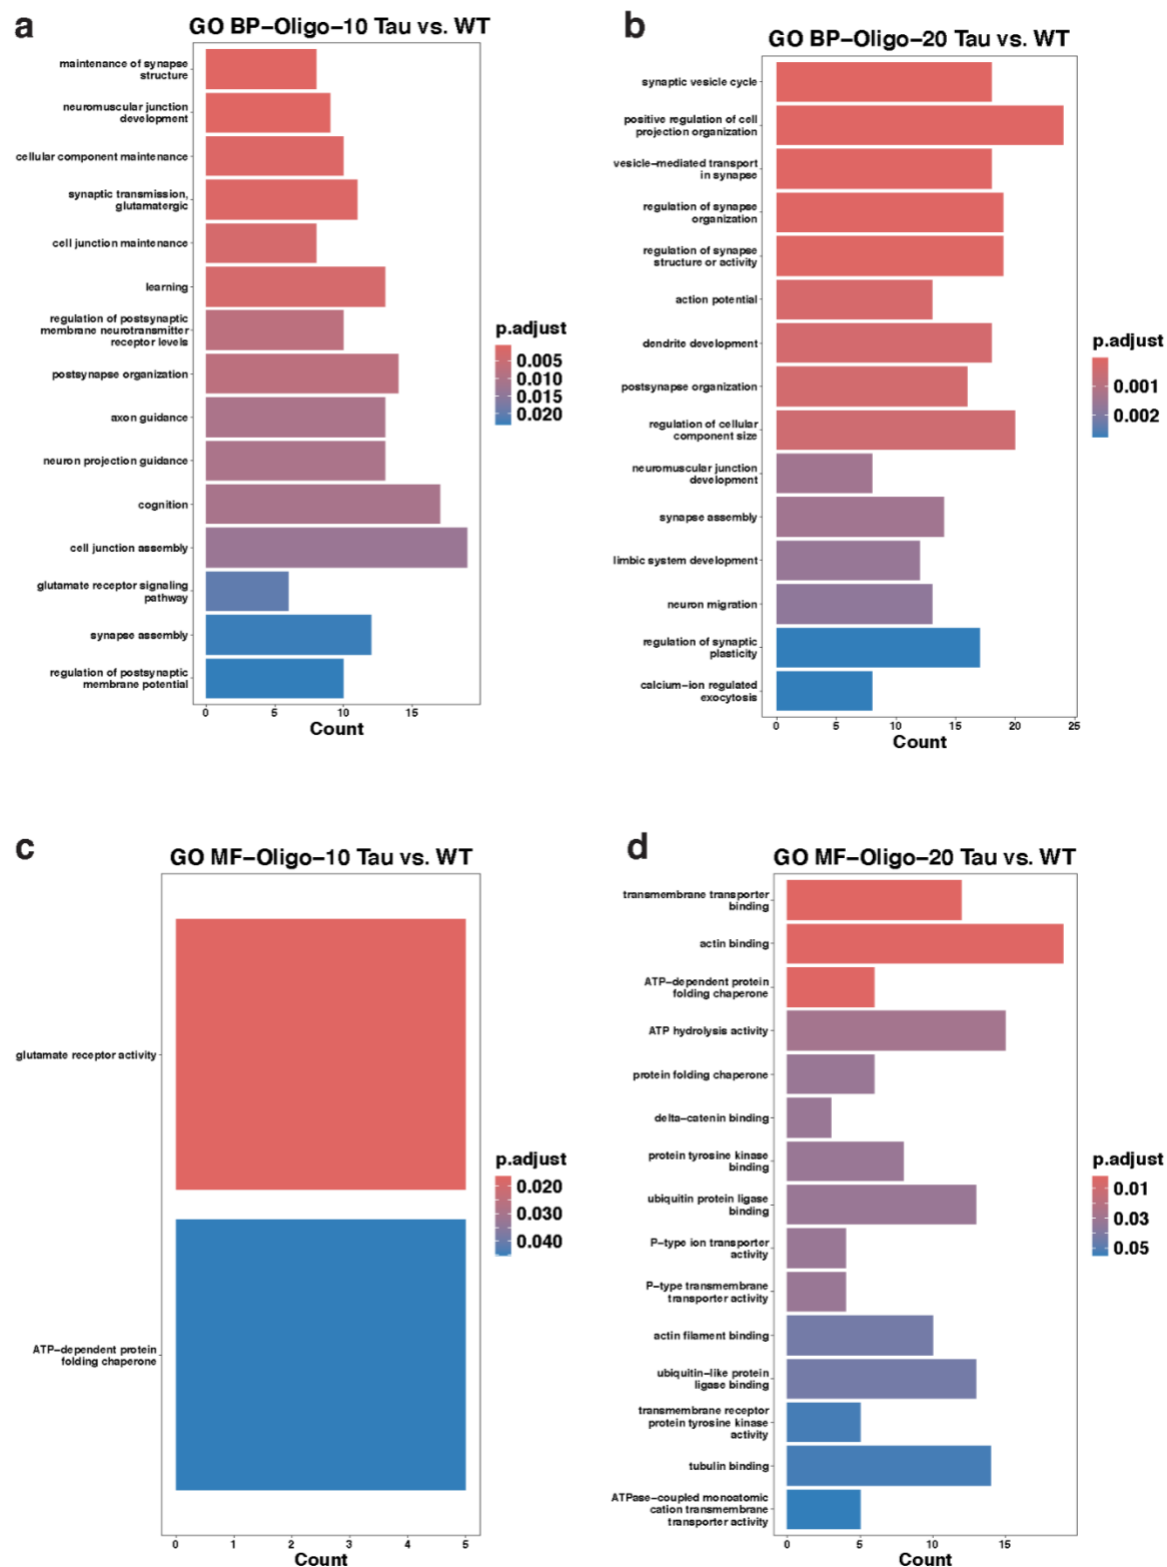 a
GO BP−Oligo−10 Tau vs. WT
maintenance of synapse
structure
neuromuscular junction
development
cellular component maintenance
synaptic transmission,
glutamatergic
cell junction maintenance
learning
regulation of postsynaptic
membrane neurotransmitter
receptor levels
postsynapse organization
axon guidance
neuron projection guidance
cognition
cell junction assembly
glutamate receptor signaling
pathway
synapse assembly
regulation of postsynaptic
membrane potential
0 5 10 15
Count
p.adjust
0.005
0.010
0.015
0.020
b
GO BP−Oligo−20 Tau vs. WT
synaptic vesicle cycle
positive regulation of cell
projection organization
vesicle−mediated transport
in synapse
regulation of synapse
organization
regulation of synapse
structure or activity
action potential
dendrite development
postsynapse organization
regulation of cellular
component size
neuromuscular junction
development
synapse assembly
limbic system development
neuron migration
regulation of synaptic
plasticity
calcium−ion regulated
exocytosis
0 5 10 15 20 25
Count
p.adjust
0.001
0.002
c
GO MF−Oligo−10 Tau vs. WT
glutamate receptor activity
ATP−dependent protein
folding chaperone
0 1 2 3 4 5
Count
p.adjust
0.020
0.030
0.040
d
GO MF−Oligo−20 Tau vs. WT
transmembrane transporter
binding
actin binding
ATP−dependent protein
folding chaperone
ATP hydrolysis activity
protein folding chaperone
delta−catenin binding
protein tyrosine kinase
binding
ubiquitin protein ligase
binding
P−type ion transporter
activity
P−type transmembrane
transporter activity
actin filament binding
ubiquitin−like protein
ligase binding
transmembrane receptor
protein tyrosine kinase
activity
tubulin binding
ATPase−coupled monoatomic
cation transmembrane
transporter activity
0 5 10 15
Count
p.adjust
0.01
0.03
0.05